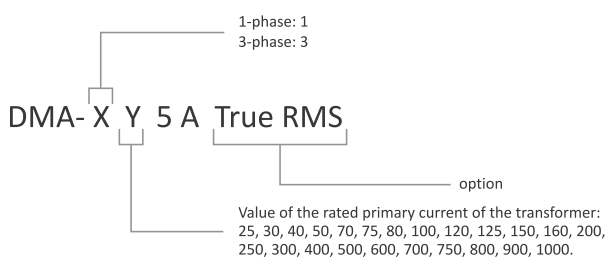 1-phase: 1
3-phase: 3
DMA- X Y 5 A True RMS
option
Value of the rated primary current of the transformer:
25, 30, 40, 50, 70, 75, 80, 100, 120, 125, 150, 160, 200,
250, 300, 400, 500, 600, 700, 750, 800, 900, 1000.